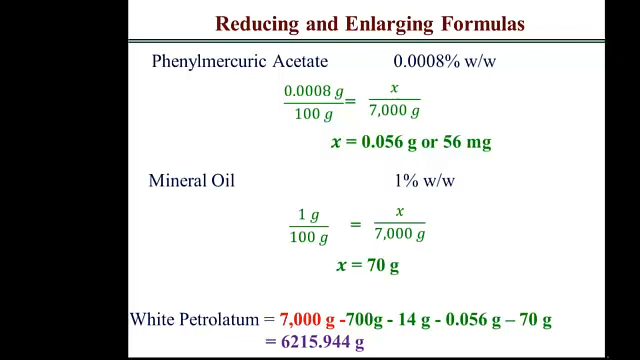 Reducing and Enlarging Formulas
Phenylmercuric Acetate 0.0008% w/w
0.0008 g / 100 g = x / 7,000 g
x = 0.056 g or 56 mg
Mineral Oil 1% w/w
1 g / 100 g = x / 7,000 g
x = 70 g
White Petrolatum = 7,000 g -700g - 14 g - 0.056 g – 70 g
= 6215.944 g